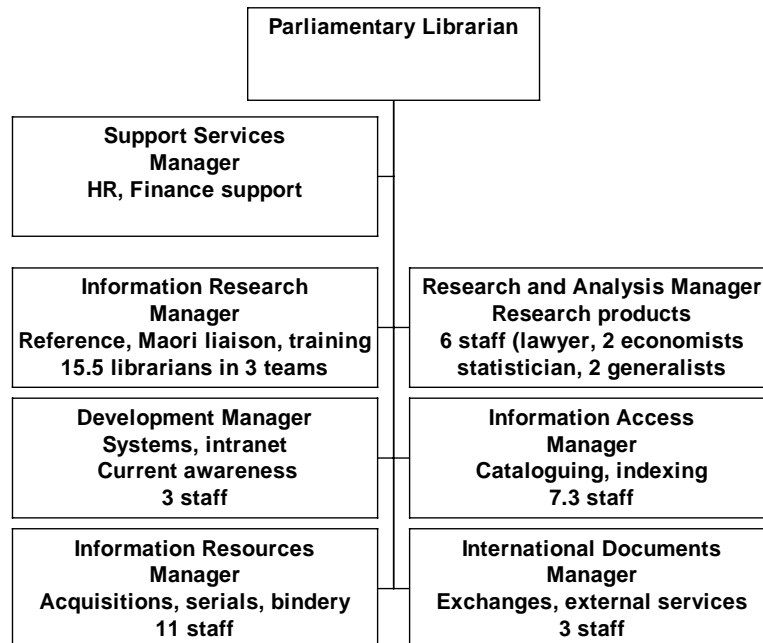 Parliamentary Librarian
Support Services
Manager
HR, Finance support
Information Research
Manager
Reference, Maori liaison, training
15.5 librarians in 3 teams
Research and Analysis Manager
Research products
6 staff (lawyer, 2 economists
statistician, 2 generalists
Development Manager
Systems, intranet
Current awareness
3 staff
Information Access
Manager
Cataloguing, indexing
7.3 staff
Information Resources
Manager
Acquisitions, serials, bindery
11 staff
International Documents
Manager
Exchanges, external services
3 staff